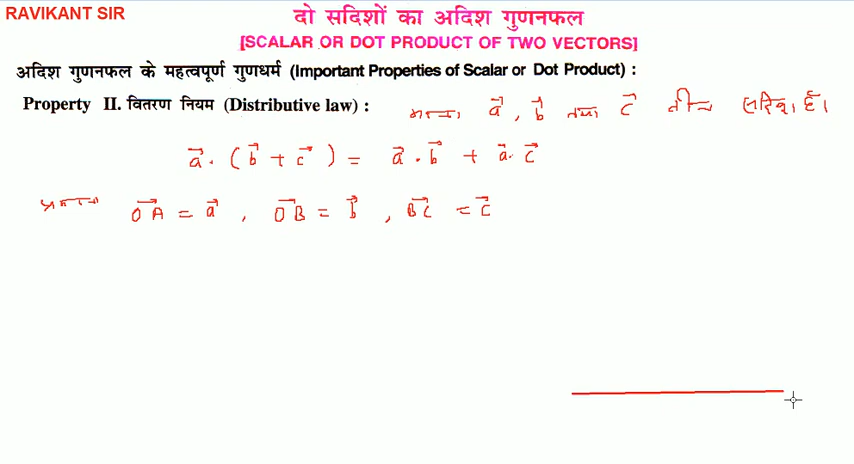 RAVIKANT SIR
दो सदिशों का अदिश गुणनफल
[SCALAR OR DOT PRODUCT OF TWO VECTORS]
अदिश गुणनफल के महत्वपूर्ण गुणधर्म (Important Properties of Scalar or Dot Product) :
Property II. वितरण नियम (Distributive law) : माना a⃗, b⃗ तथा c⃗ तीन सदिश हैं।
a⃗ . (b⃗ + c⃗) = a⃗ . b⃗ + a⃗ . c⃗
माना OA⃗ = a⃗ , OB⃗ = b⃗ , BC⃗ = c⃗